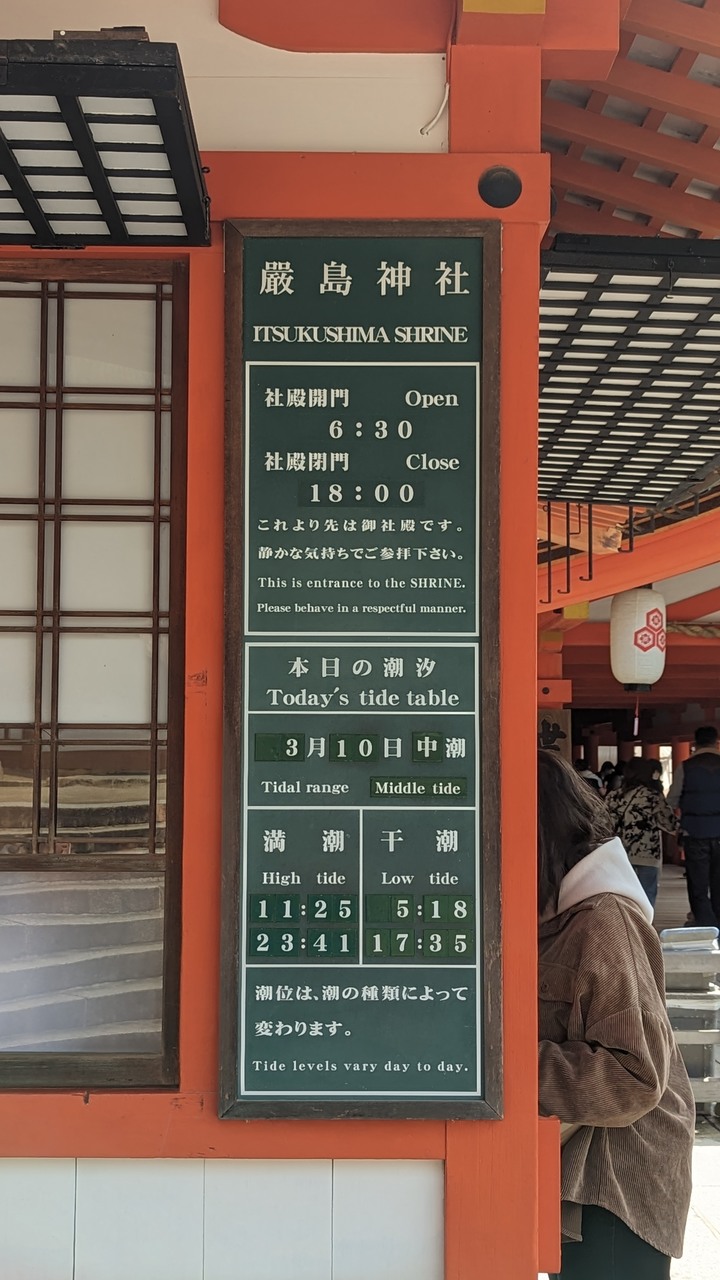 嚴島神社
ITSUKUSHIMA SHRINE
社殿開門 Open
6:30
社殿閉門 Close
18:00
これより先は御社殿です。
静かな気持ちでご参拝下さい。
This is entrance to the SHRINE.
Please behave in a respectful manner.
本日の潮汐
Today's tide table
3月10日 中潮
Tidal range Middle tide
満潮 干潮
High tide Low tide
11:25 5:18
23:41 17:35
潮位は、潮の種類によって
変わります。
Tide levels vary day to day.